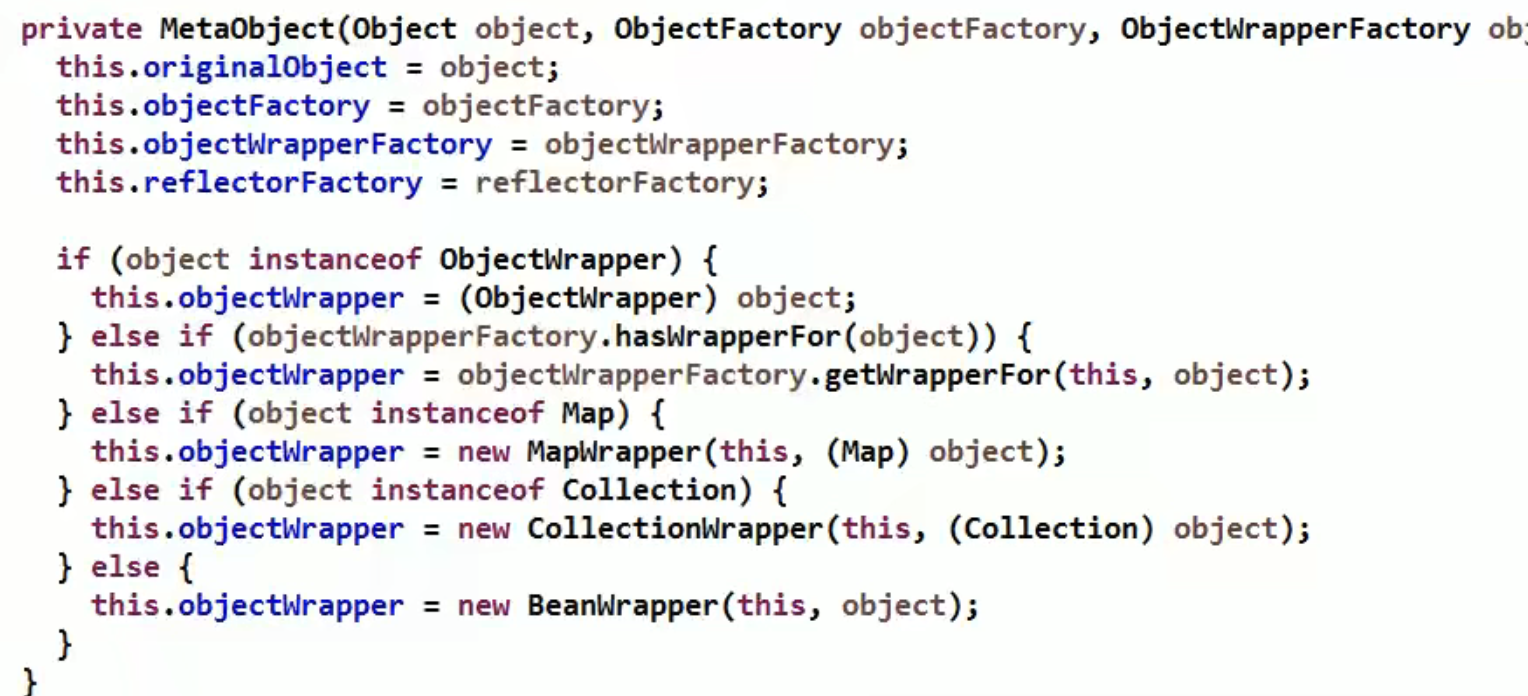 private MetaObject(Object object, ObjectFactory objectFactory, ObjectWrapperFactory
this.originalObject = object;
this.objectFactory = objectFactory;
this.objectWrapperFactory = objectWrapperFactory;
this.reflectorFactory = reflectorFactory;
if (object instanceof ObjectWrapper) {
this.objectWrapper = (ObjectWrapper) object;
} else if (objectWrapperFactory.hasWrapperFor(object)) {
this.objectWrapper = objectWrapperFactory.getWrapperFor(this, object);
} else if (object instanceof Map) {
this.objectWrapper = new MapWrapper(this, (Map) object);
} else if (object instanceof Collection) {
this.objectWrapper = new CollectionWrapper(this, (Collection) object);
} else {
this.objectWrapper = new BeanWrapper(this, object);
}
}